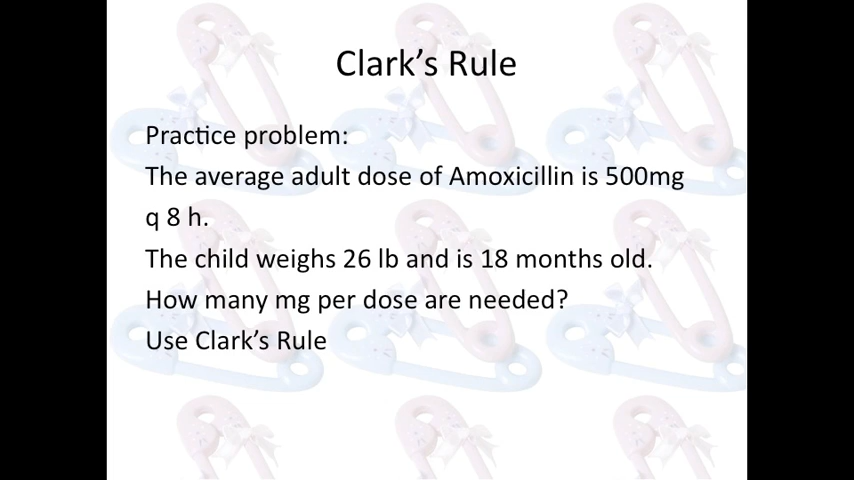 Clark’s Rule
Practice problem:
The average adult dose of Amoxicillin is 500mg
q 8 h.
The child weighs 26 lb and is 18 months old.
How many mg per dose are needed?
Use Clark’s Rule